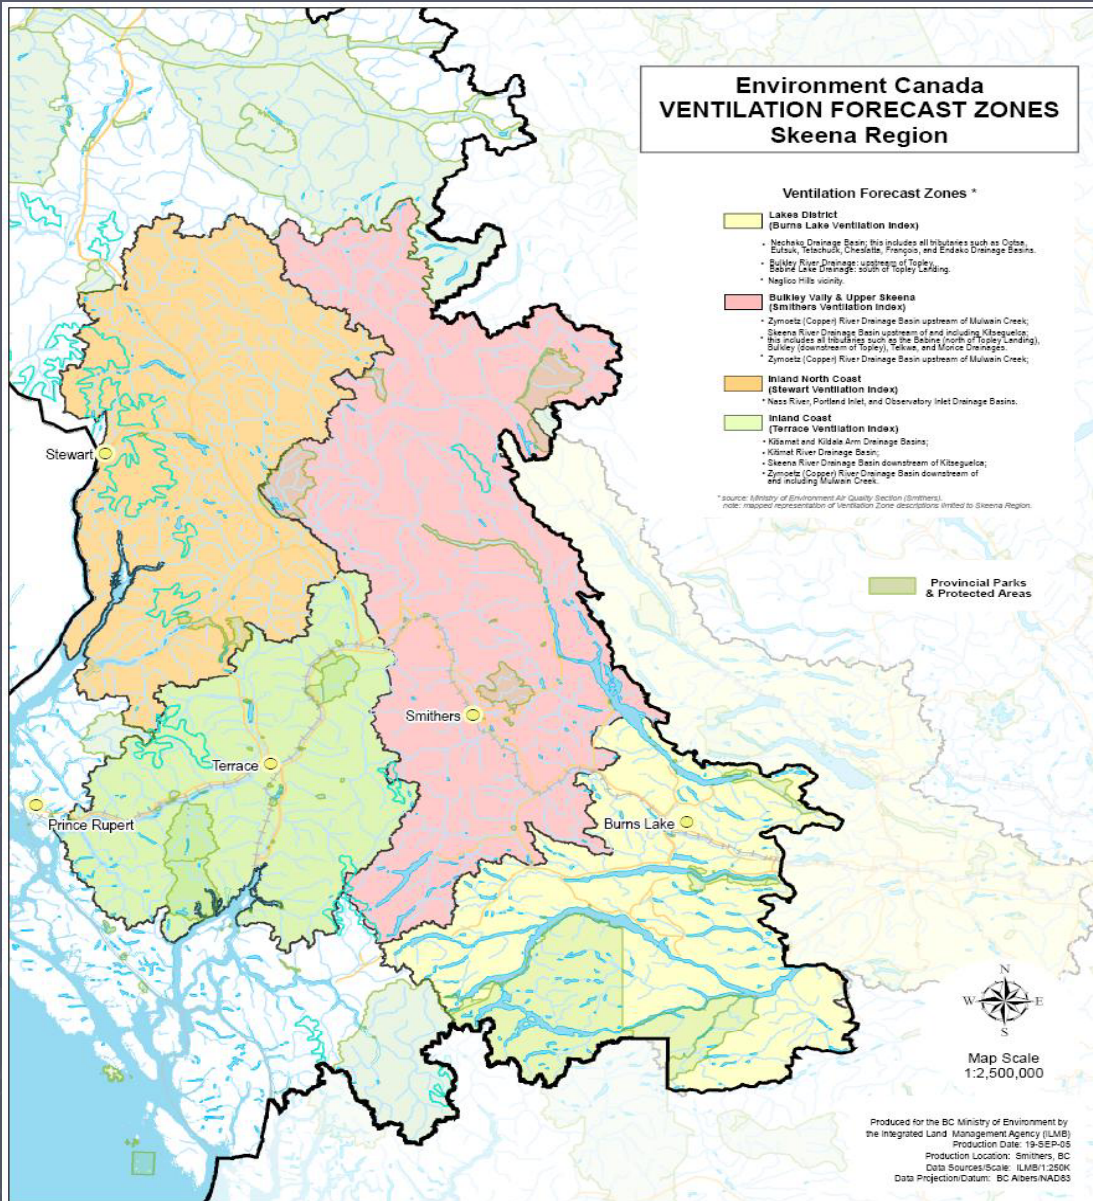 Environment Canada
VENTILATION FORECAST ZONES
Skeena Region
Ventilation Forecast Zones *
Lakes District
(Burns Lake Ventilation Index)
• Nechako Drainage Basin; this includes all tributaries such as Ootsa,
Eutsuk, Tetachuck, Cheslatta, François, and Endako Drainage Basins.
• Bulkley River Drainage: upstream of Topley,
Babine Lake Drainage: south of Topley Landing.
• Naglico Hills vicinity.
Bulkley Vally & Upper Skeena
(Smithers Ventilation Index)
• Zymoetz (Copper) River Drainage Basin upstream of Mulwain Creek;
Skeena River Drainage Basin upstream of and including Kitseguelca;
* this includes all tributaries such as the Babine (north of Topley Landing),
Bulkley (downstream of Topley), Telkwa, and Morice Drainages.
* Zymoetz (Copper) River Drainage Basin upstream of Mulwain Creek;
Inland North Coast
(Stewart Ventilation Index)
* Nass River, Portland Inlet, and Observatory Inlet Drainage Basins.
Inland Coast
(Terrace Ventilation Index)
• Kitiamat and Kildala Arm Drainage Basins;
• Kitimat River Drainage Basin;
• Skeena River Drainage Basin downstream of Kitseguelca;
• Zymoetz (Copper) River Drainage Basin downstream of
and including Mulwain Creek.
* source: Ministry of Environment Air Quality Section (Smithers).
note: mapped representation of Ventilation Zone descriptions limited to Skeena Region.
Stewart
Provincial Parks
& Protected Areas
Smithers
Terrace
Prince Rupert
Burns Lake
N
W E
S
Map Scale
1:2,500,000
Produced for the BC Ministry of Environment by
the Integrated Land Management Agency (ILMB)
Production Date: 19-SEP-05
Production Location: Smithers, BC
Data Sources/Scale: ILMB/1:250K
Data Projection/Datum: BC Albers/NAD83